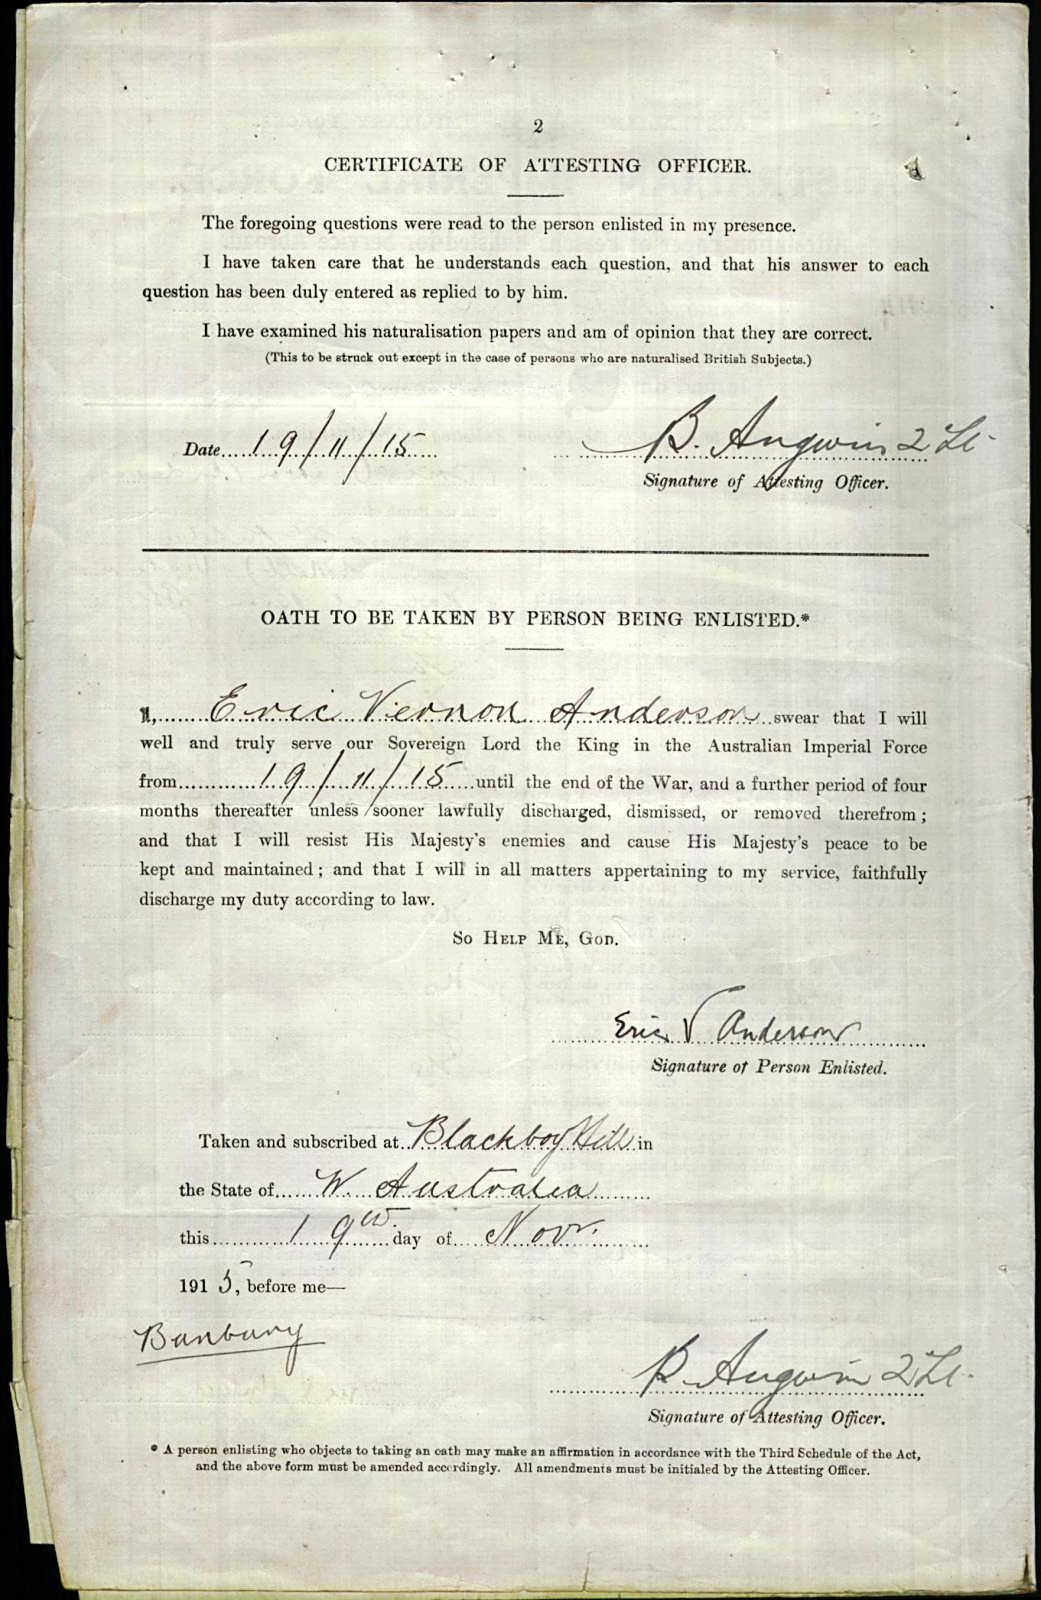 2
CERTIFICATE OF ATTESTING OFFICER.
The foregoing questions were read to the person enlisted in my presence.
I have taken care that he understands each question, and that his answer to each
question has been duly entered as replied to by him.
I have examined his naturalisation papers and am of opinion that they are correct.
(This to be struck out except in the case of persons who are naturalised British Subjects.)
Date 19/11/15 B. Angwin 2 Lt
Signature of Attesting Officer.
OATH TO BE TAKEN BY PERSON BEING ENLISTED.*
I, Eric Vernon Anderson swear that I will
well and truly serve our Sovereign Lord the King in the Australian Imperial Force
from 19/11/15 until the end of the War, and a further period of four
months thereafter unless sooner lawfully discharged, dismissed, or removed therefrom;
and that I will resist His Majesty's enemies and cause His Majesty's peace to be
kept and maintained; and that I will in all matters appertaining to my service, faithfully
discharge my duty according to law.
SO HELP ME, GOD.
Eric V Anderson
Signature of Person Enlisted.
Taken and subscribed at Blackboy Hill in
the State of W. Australia
this 19th day of Novr.
1915, before me—
Bunbury
B Angwin 2 Lt.
Signature of Attesting Officer.
* A person enlisting who objects to taking an oath may make an affirmation in accordance with the Third Schedule of the Act,
and the above form must be amended accordingly. All amendments must be initialed by the Attesting Officer.